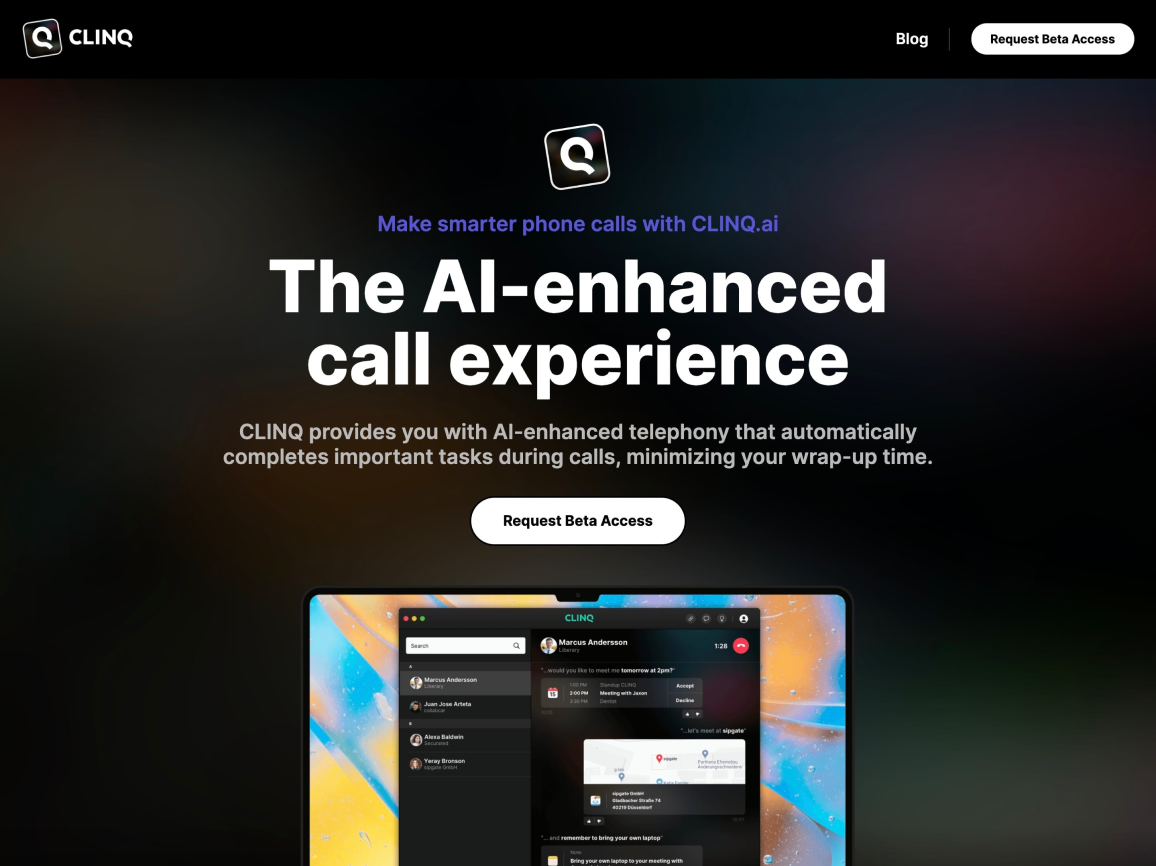 CLINQ
Blog
Request Beta Access
Make smarter phone calls with CLINQ.ai
The AI-enhanced
call experience
CLINQ provides you with AI-enhanced telephony that automatically
completes important tasks during calls, minimizing your wrap-up time.
Request Beta Access
CLINQ
Search
A
Marcus Andersson
Literary
Juan Jose Arteta
collabcar
B
Alexa Baldwin
Securated
Yeray Bronson
sipgate GmbH
Marcus Andersson
Literary
1:28
"...would you like to meet me tomorrow at 2pm?"
15
1:00 PM Standup CLINQ
2:00 PM Meeting with Jaxon
3:30 PM Dentist
Accept
Decline
"...let's meet at sipgate"
sipgate
sipgate GmbH
Gladbacher Straße 74
40219 Düsseldorf
"... and remember to bring your own laptop"
Note
Bring your own laptop to your meeting with